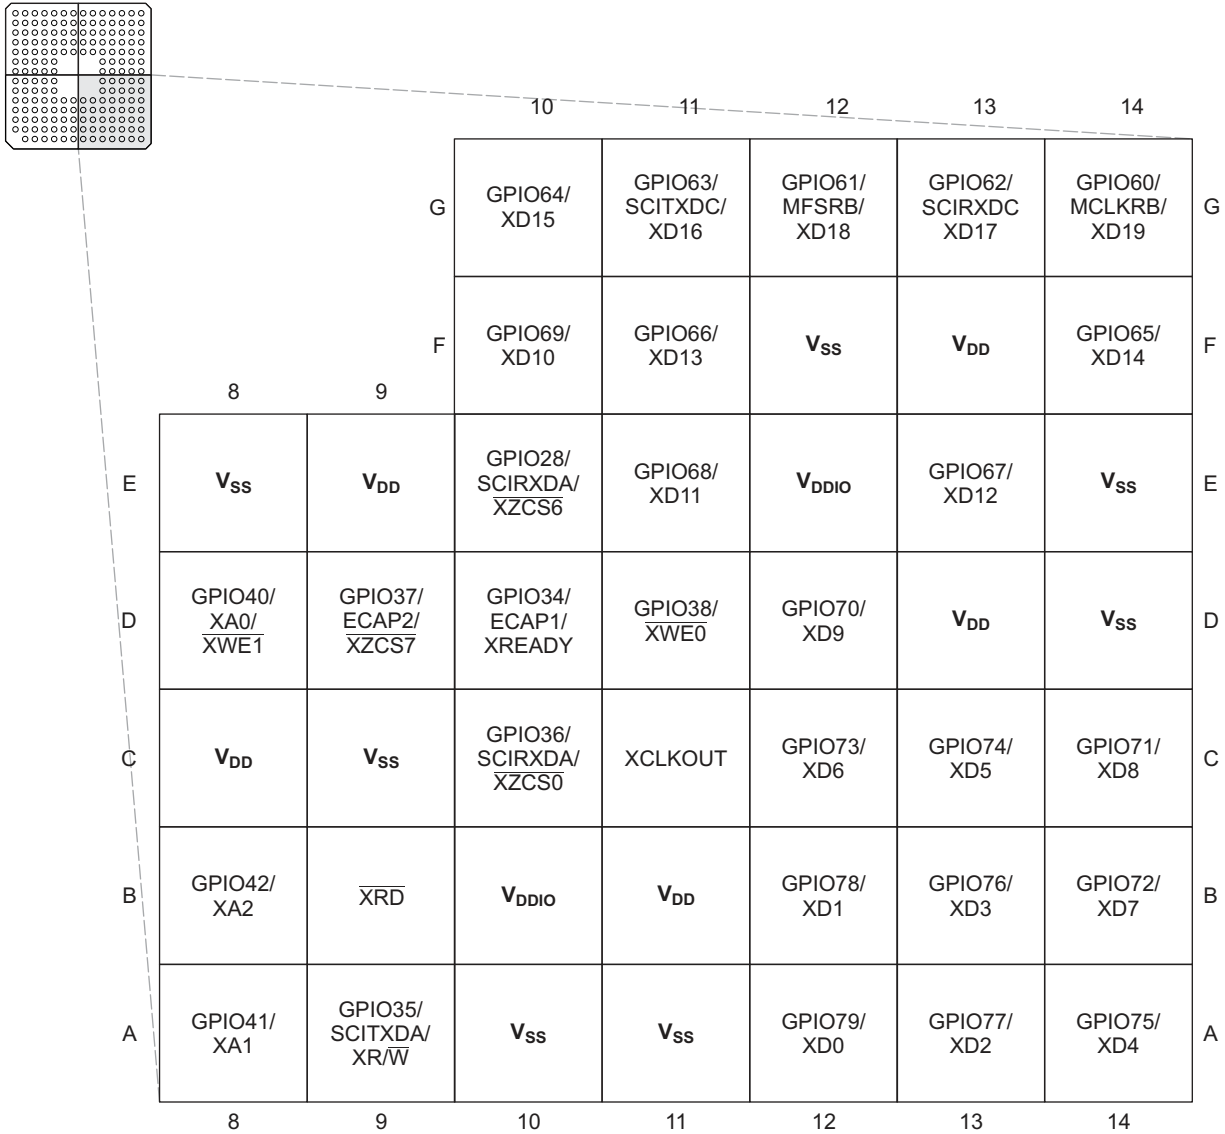 10 11 12 13 14
G GPIO64/ GPIO63/ GPIO61/ GPIO62/ GPIO60/ G
XD15 SCITXDC/ MFSRB/ SCIRXDC MCLKRB/
XD16 XD18 XD17 XD19
F GPIO69/ GPIO66/ VSS VDD GPIO65/ F
XD10 XD13 XD14
8 9
E VSS VDD GPIO28/ GPIO68/ VDDIO GPIO67/ VSS E
SCIRXDA/ XD11 XD12
XZCS6
D GPIO40/ GPIO37/ GPIO34/ GPIO38/ GPIO70/ VDD VSS D
XA0/ ECAP2/ ECAP1/ XWE0 XD9
XWE1 XZCS7 XREADY
C VDD VSS GPIO36/ XCLKOUT GPIO73/ GPIO74/ GPIO71/ C
SCIRXDA/ XD6 XD5 XD8
XZCS0
B GPIO42/ XRD VDDIO VDD GPIO78/ GPIO76/ GPIO72/ B
XA2 XD1 XD3 XD7
A GPIO41/ GPIO35/ VSS VSS GPIO79/ GPIO77/ GPIO75/ A
XA1 SCITXDA/ XD0 XD2 XD4
XR/W
8 9 10 11 12 13 14